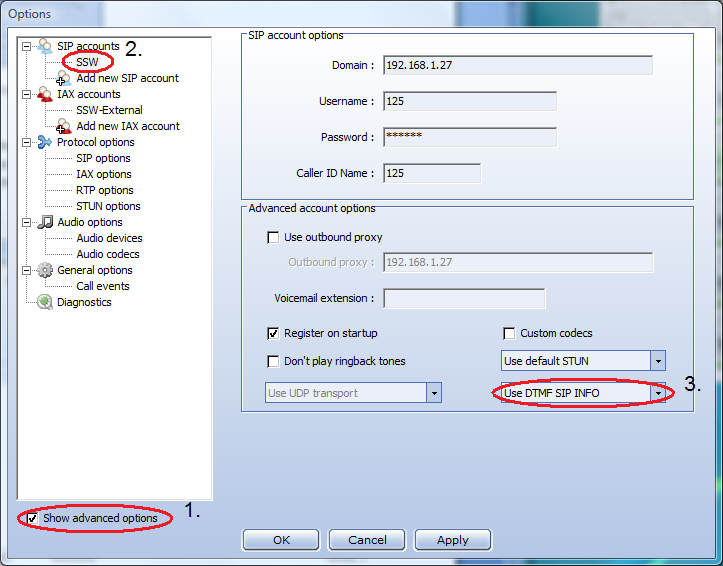 Options
SIP accounts
2.
SSW
Add new SIP account
IAX accounts
SSW-External
Add new IAX account
Protocol options
SIP options
IAX options
RTP options
STUN options
Audio options
Audio devices
Audio codecs
General options
Call events
Diagnostics
Show advanced options
1.
SIP account options
Domain : 192.168.1.27
Username : 125
Password : ******
Caller ID Name : 125
Advanced account options
Use outbound proxy
Outbound proxy : 192.168.1.27
Voicemail extension :
Register on startup
Custom codecs
Don't play ringback tones
Use default STUN
Use UDP transport
Use DTMF SIP INFO
3.
OK
Cancel
Apply